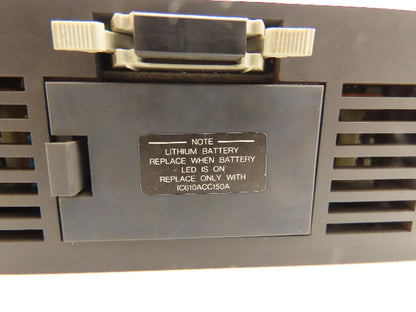 NOTE
LITHIUM BATTERY
REPLACE WHEN BATTERY
LED IS ON
REPLACE ONLY WITH
IC610ACC150A